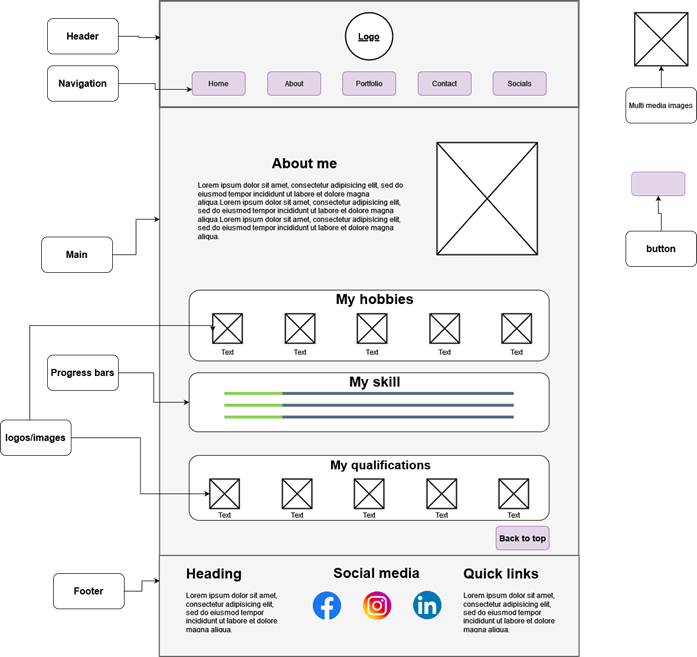 Header
Logo
Navigation
Home
About
Portfolio
Contact
Socials
Multi media images
button
Main
About me
Lorem ipsum dolor sit amet, consectetur adipisicing elit, sed do
eiusmod tempor incididunt ut labore et dolore magna
aliqua.Lorem ipsum dolor sit amet, consectetur adipisicing elit,
sed do eiusmod tempor incididunt ut labore et dolore magna
aliqua.Lorem ipsum dolor sit amet, consectetur adipisicing elit,
sed do eiusmod tempor incididunt ut labore et dolore magna
aliqua.
My hobbies
Text
Text
Text
Text
Text
Progress bars
My skill
logos/images
My qualifications
Text
Text
Text
Text
Text
Back to top
Footer
Heading
Lorem ipsum dolor sit amet,
consectetur adipisicing elit,
sed do eiusmod tempor
incididunt ut labore et dolore
magna aliqua.
Social media
in
Quick links
Lorem ipsum dolor sit amet,
consectetur adipisicing elit,
sed do eiusmod tempor
incididunt ut labore et dolore
magna aliqua.